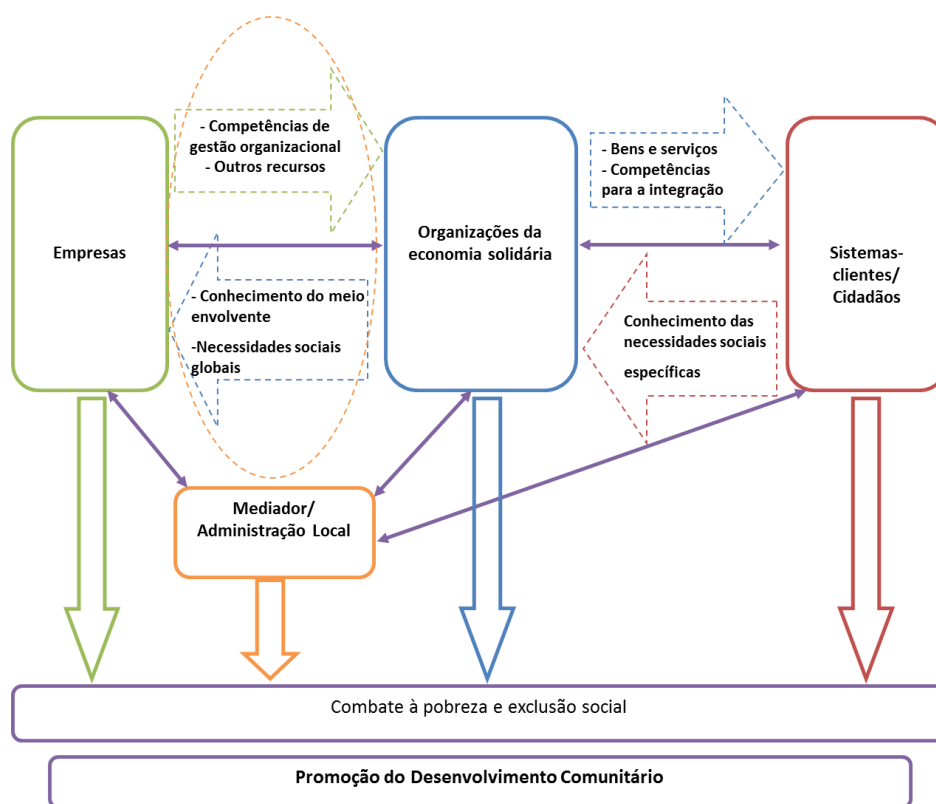 - Competências de
gestão organizacional
- Outros recursos
- Bens e serviços
- Competências
para a integração
Empresas
Organizações da
economia solidária
Sistemas-
clientes/
Cidadãos
- Conhecimento do meio
envolvente
-Necessidades sociais
globais
Conhecimento das
necessidades sociais
específicas
Mediador/
Administração Local
Combate à pobreza e exclusão social
Promoção do Desenvolvimento Comunitário